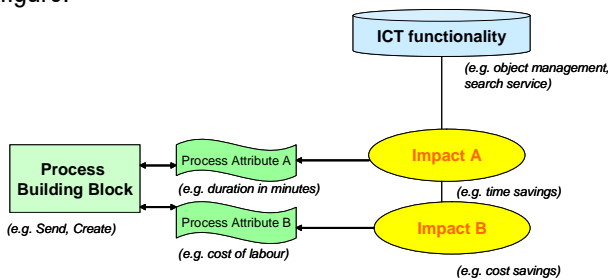 figure.
ICT functionality
(e.g. object management,
search service)
Process
Building Block
(e.g. Send, Create)
Process Attribute A
(e.g. duration in minutes)
Impact A
(e.g. time savings)
Process Attribute B
(e.g. cost of labour)
Impact B
(e.g. cost savings)